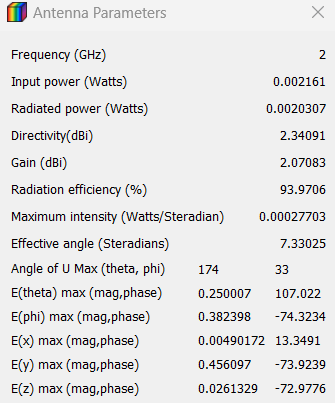 Antenna Parameters
Frequency (GHz) 2
Input power (Watts) 0.002161
Radiated power (Watts) 0.0020307
Directivity(dBi) 2.34091
Gain (dBi) 2.07083
Radiation efficiency (%) 93.9706
Maximum intensity (Watts/Steradian) 0.00027703
Effective angle (Steradians) 7.33025
Angle of U Max (theta, phi) 174 33
E(theta) max (mag,phase) 0.250007 107.022
E(phi) max (mag,phase) 0.382398 -74.3234
E(x) max (mag,phase) 0.00490172 13.3491
E(y) max (mag,phase) 0.456097 -73.9239
E(z) max (mag,phase) 0.0261329 -72.9776